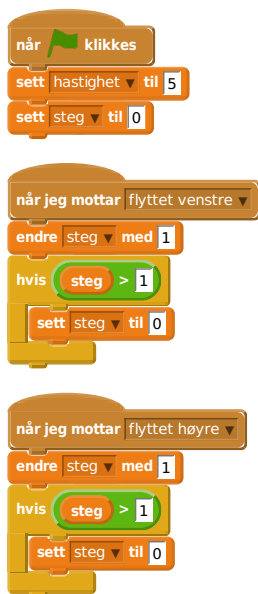 når klikkes
sett hastighet til 5
sett steg til 0
når jeg mottar flyttet venstre
endre steg med 1
hvis steg > 1
sett steg til 0
når jeg mottar flyttet høyre
endre steg med 1
hvis steg > 1
sett steg til 0